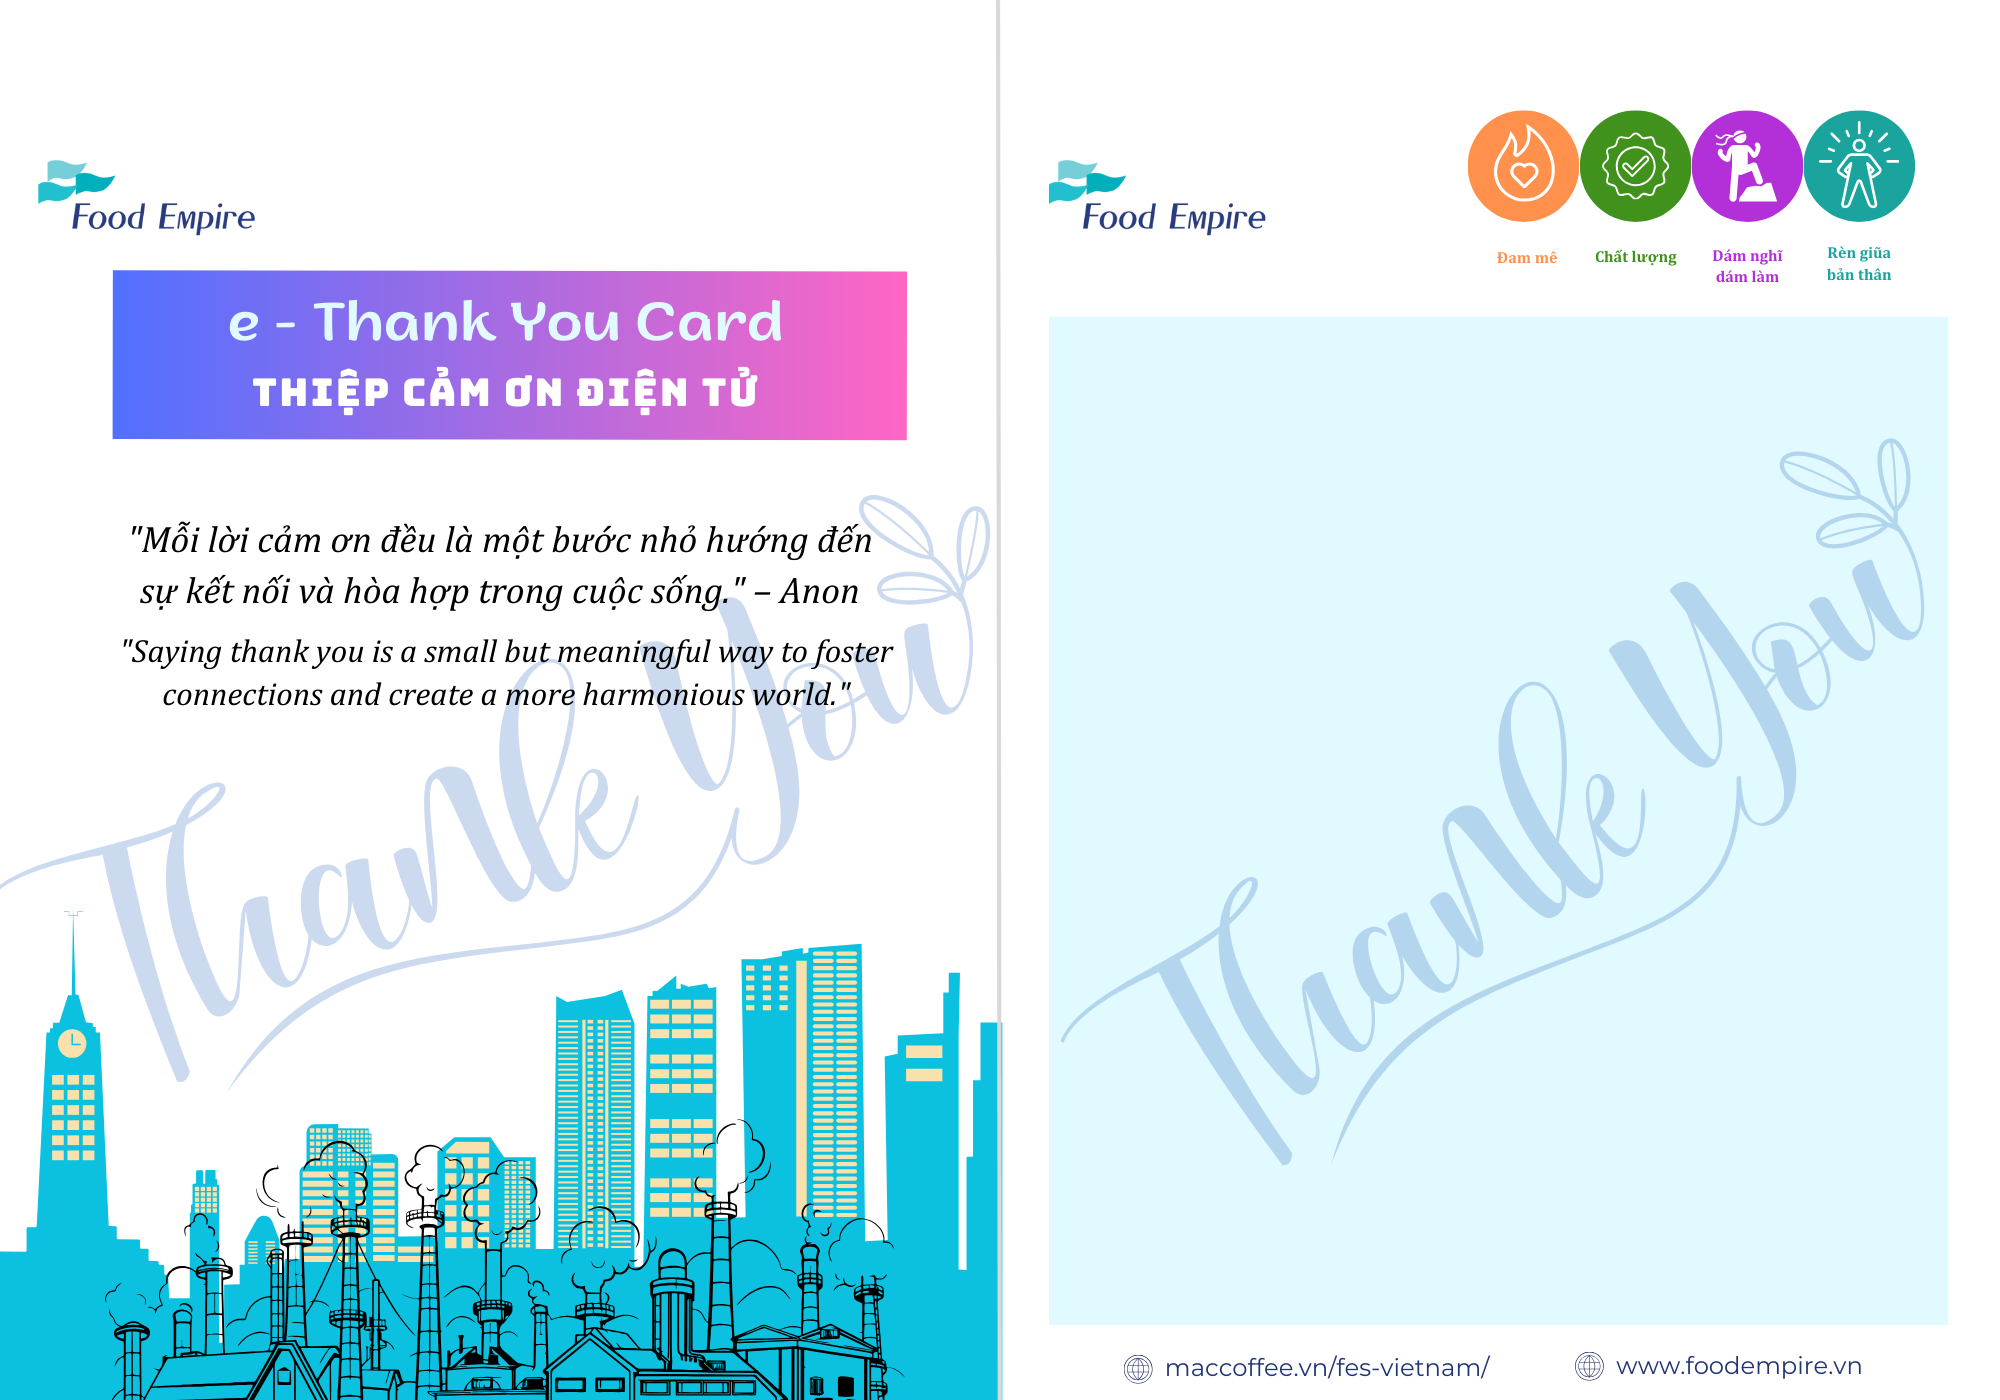 Food Empire
e - Thank You Card
THIỆP CẢM ƠN ĐIỆN TỬ
"Mỗi lời cảm ơn đều là một bước nhỏ hướng đến
sự kết nối và hòa hợp trong cuộc sống." – Anon
"Saying thank you is a small but meaningful way to foster
connections and create a more harmonious world."
Thank You
Food Empire
Đam mê
Chất lượng
Dám nghĩ
dám làm
Rèn giũa
bản thân
Thank You
maccoffee.vn/fes-vietnam/
www.foodempire.vn